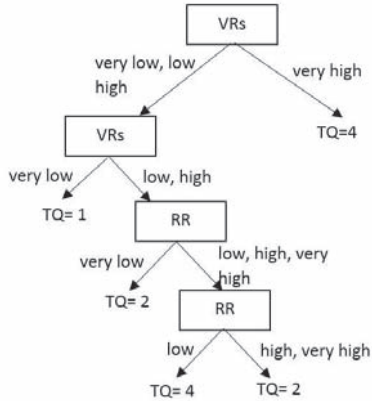 VRs
very low, low
high
very high
VRs
TQ=4
very low
low, high
TQ= 1
RR
very low
low, high, very
high
TQ= 2
RR
low
high, very high
TQ= 4
TQ= 2